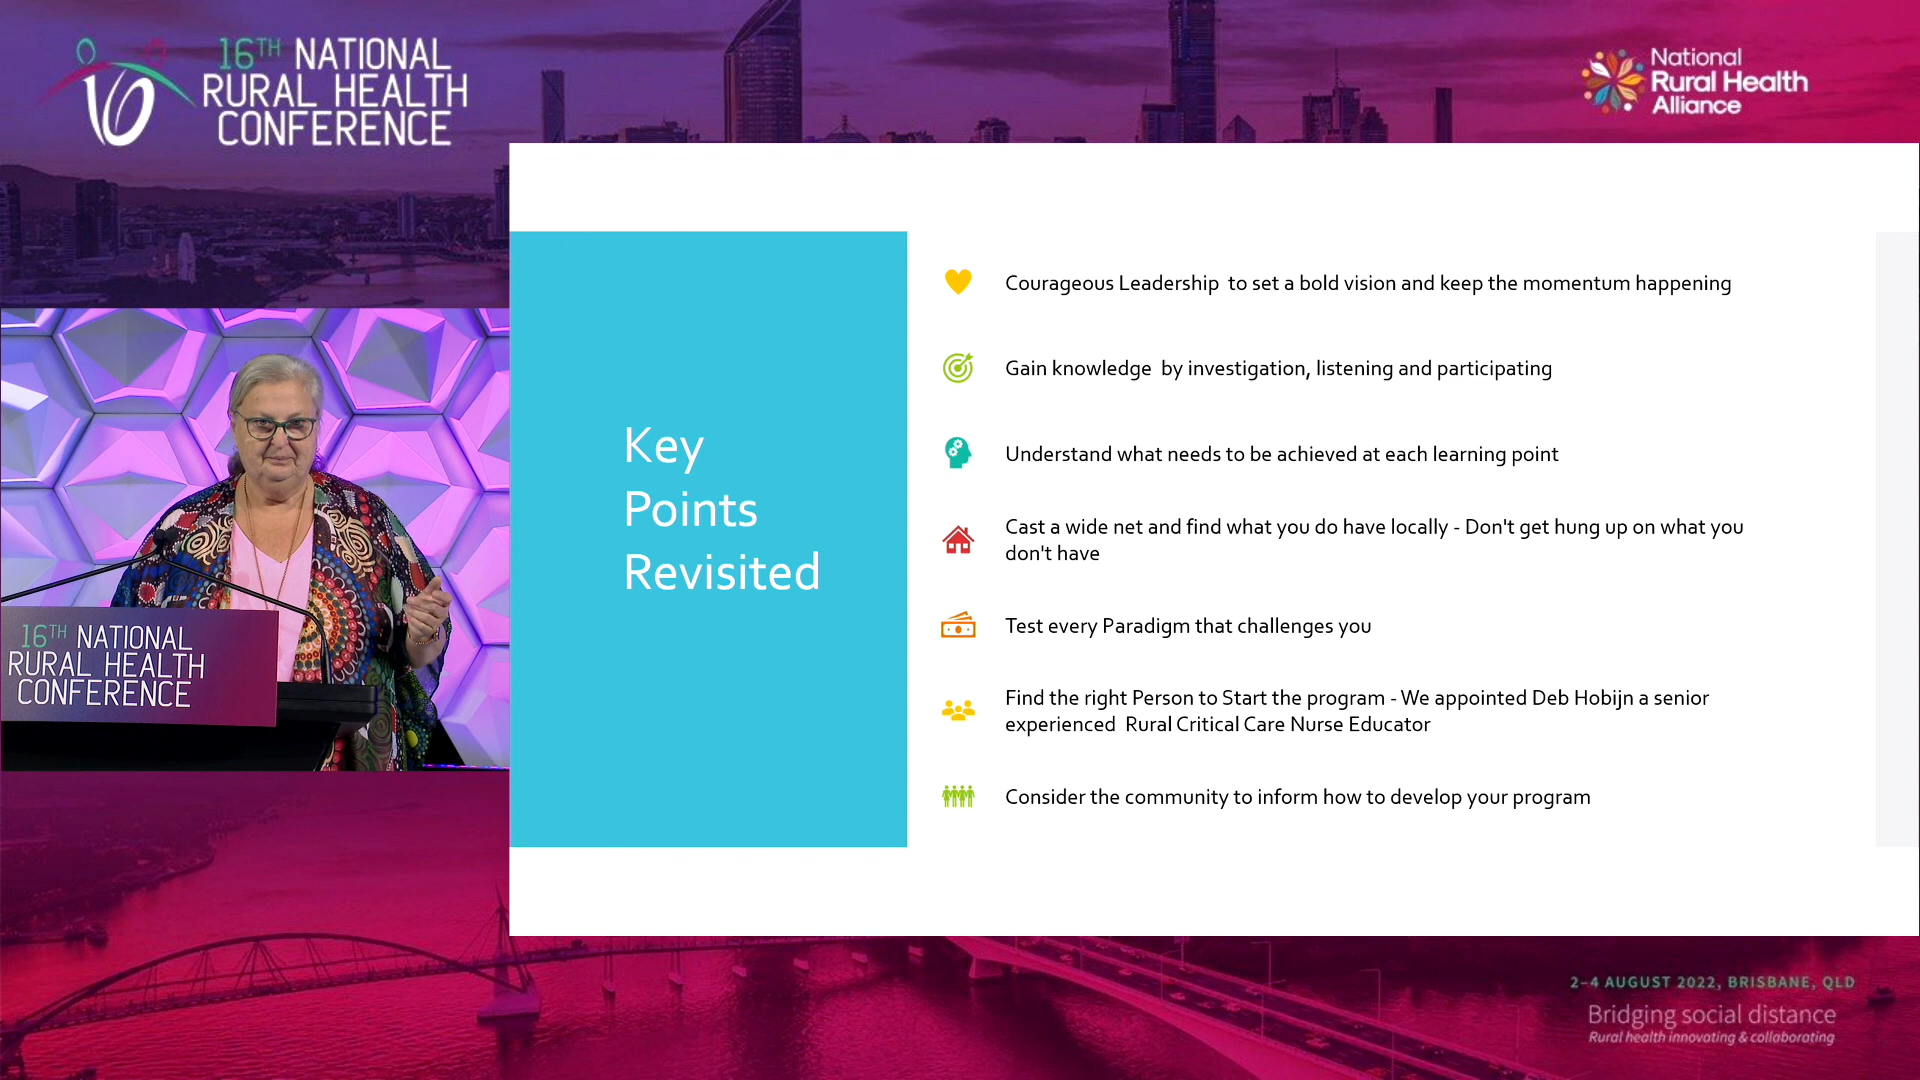 16TH NATIONAL
RURAL HEALTH
CONFERENCE
National
Rural Health
Alliance
Key
Points
Revisited
Courageous Leadership to set a bold vision and keep the momentum happening
Gain knowledge by investigation, listening and participating
Understand what needs to be achieved at each learning point
Cast a wide net and find what you do have locally - Don't get hung up on what you
don't have
Test every Paradigm that challenges you
Find the right Person to Start the program - We appointed Deb Hobijn a senior
experienced Rural Critical Care Nurse Educator
Consider the community to inform how to develop your program
16TH NATIONAL
RURAL HEALTH
CONFERENCE
2–4 AUGUST 2022, BRISBANE, QLD
Bridging social distance
Rural health innovating & collaborating